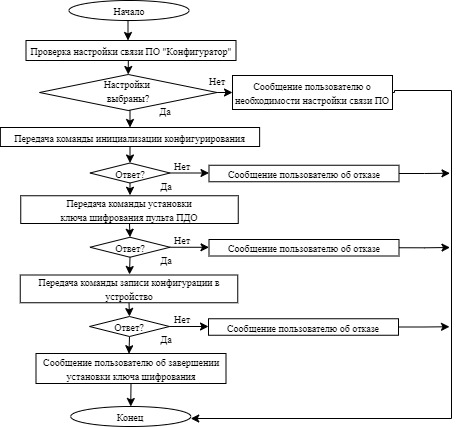 Начало
Проверка настройки связи ПО "Конфигуратор"
Настройки
выбраны?
Нет
Сообщение пользователю о
необходимости настройки связи ПО
Да
Передача команды инициализации конфигурирования
Ответ?
Нет
Сообщение пользователю об отказе
Да
Передача команды установки
ключа шифрования пульта ПДО
Ответ?
Нет
Сообщение пользователю об отказе
Да
Передача команды записи конфигурации в
устройство
Ответ?
Нет
Сообщение пользователю об отказе
Да
Сообщение пользователю об завершении
установки ключа шифрования
Конец